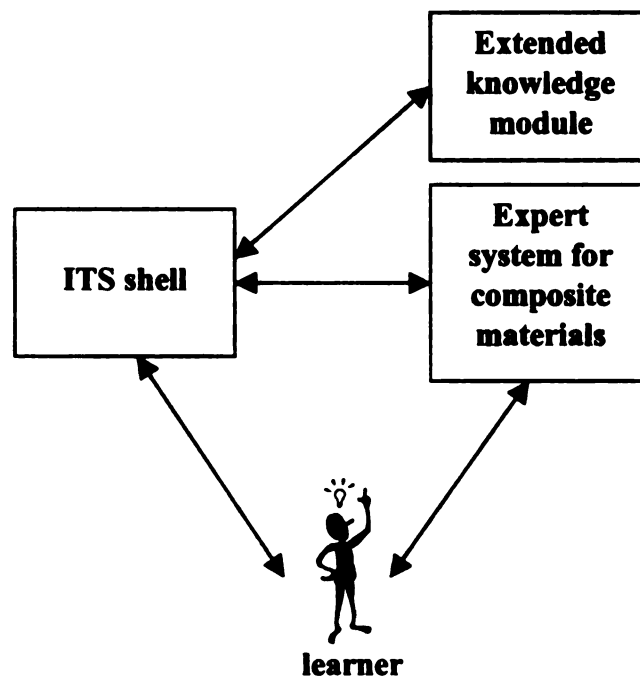 Extended
knowledge
module
ITS shell
Expert
system for
composite
materials
learner